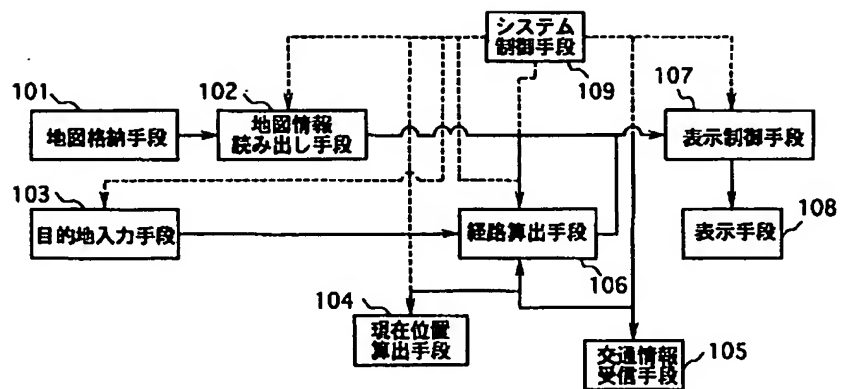 システム
制御手段
109
107
101
102
地図格納手段
地図情報
読み出し手段
表示制御手段
103
108
目的地入力手段
経路算出手段
表示手段
106
104
現在位置
算出手段
交通情報
受信手段
105